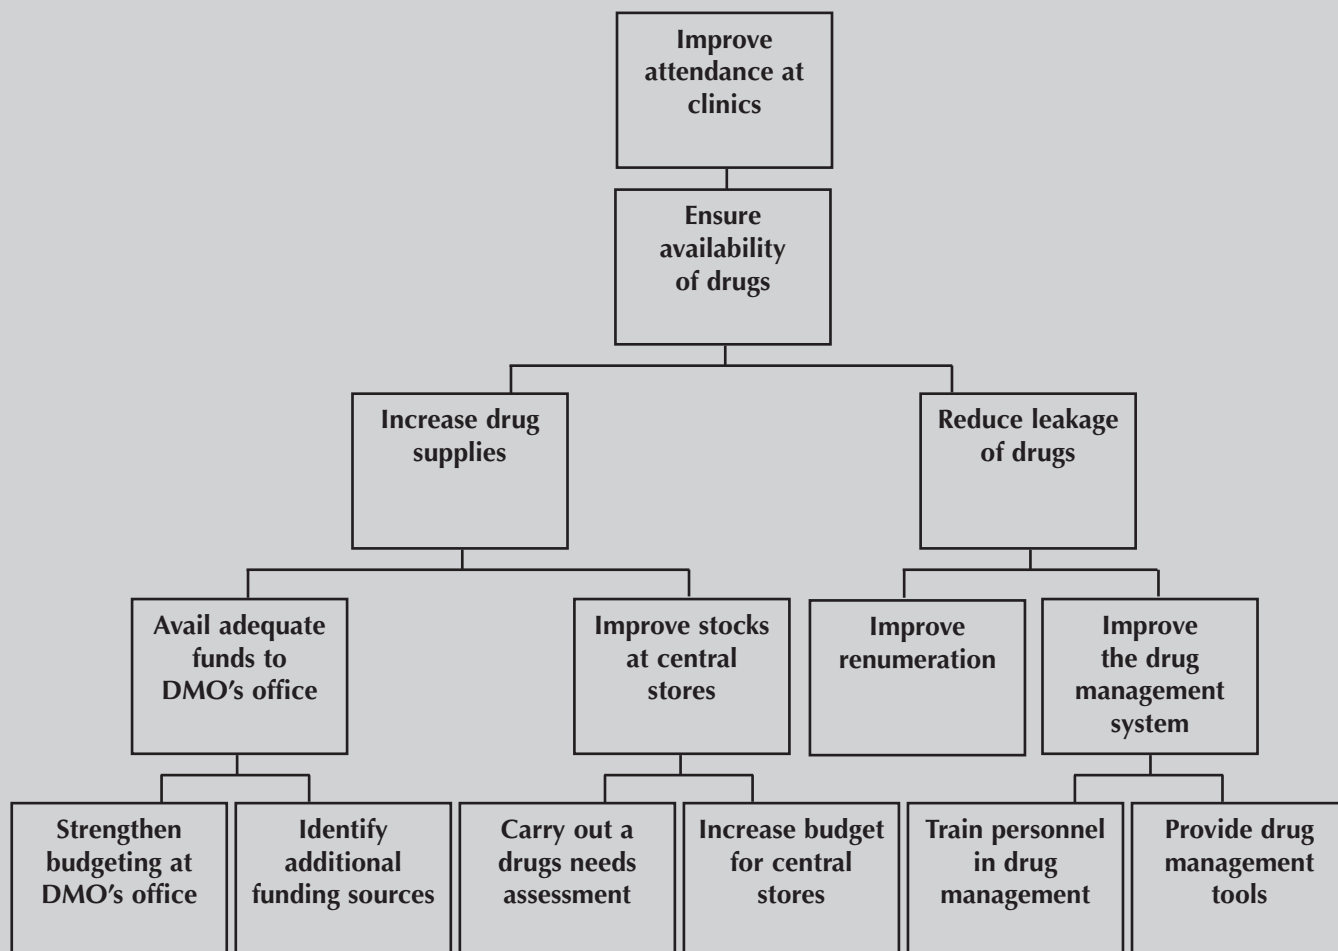 Improve
attendance at
clinics
Ensure
availability
of drugs
Increase drug
supplies
Reduce leakage
of drugs
Avail adequate
funds to
DMO's office
Improve stocks
at central
stores
Improve
renumeration
Improve
the drug
management
system
Strengthen
budgeting at
DMO's office
Identify
additional
funding sources
Carry out a
drugs needs
assessment
Increase budget
for central
stores
Train personnel
in drug
management
Provide drug
management
tools